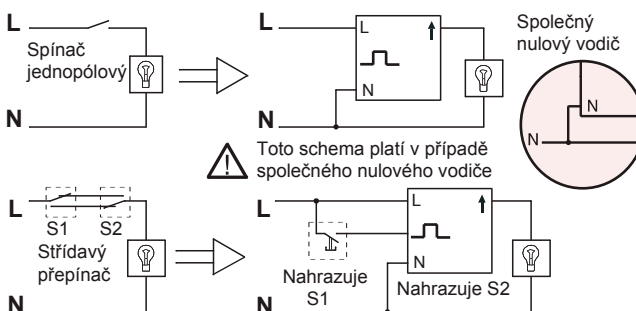 L
Spínač
jednopólový
N
L
L
N
N
Společný
nulový vodič
N
N
Toto schema platí v případě
společného nulového vodiče
L
S1 S2
Střídavý
přepínač
N
L
L
N
Nahrazuje
S1
Nahrazuje S2
N